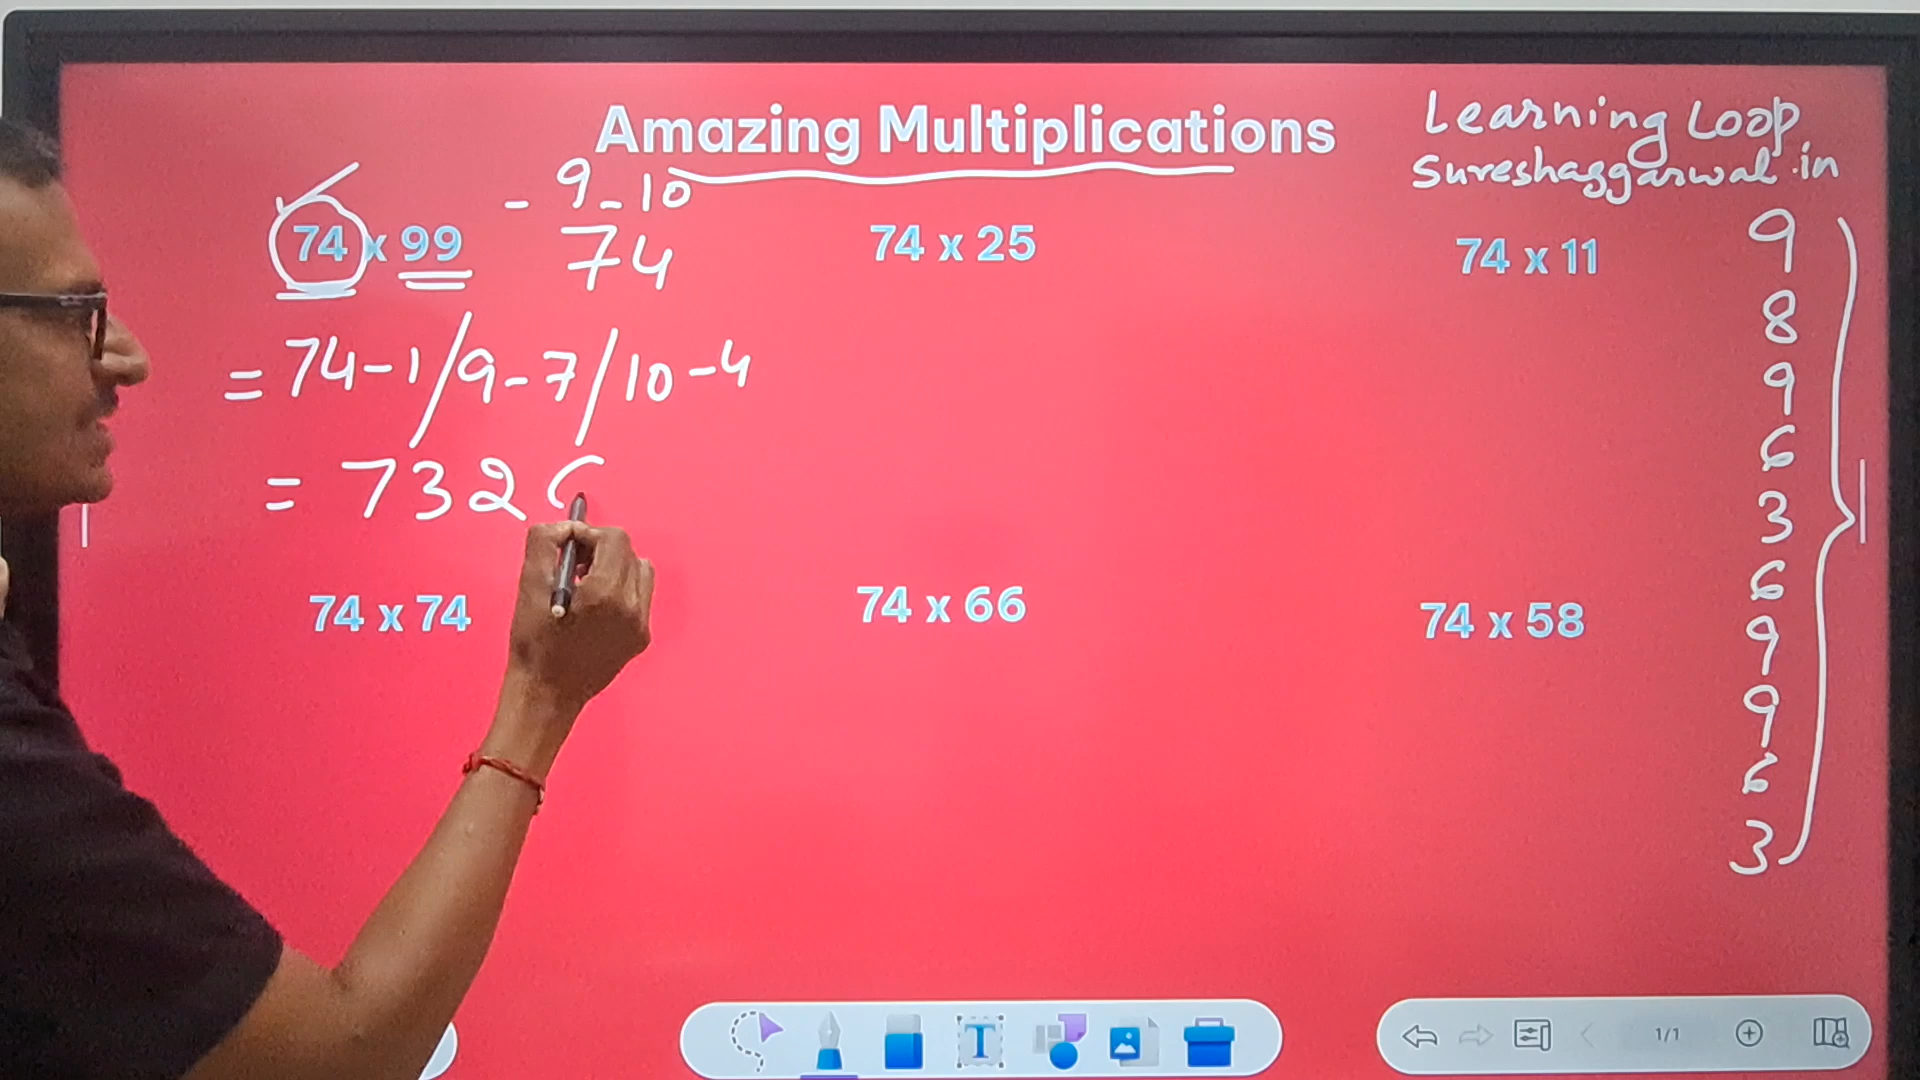 Amazing Multiplications
Learning Loop
Sureshaggarwal.in
- 9 - 10
74
74 x 99
74 x 25
74 x 11
= 74 - 1 / 9 - 7 / 10 - 4
= 7326
74 x 74
74 x 66
74 x 58
9
8
9
6
3
6
9
9
6
3
T
1/1